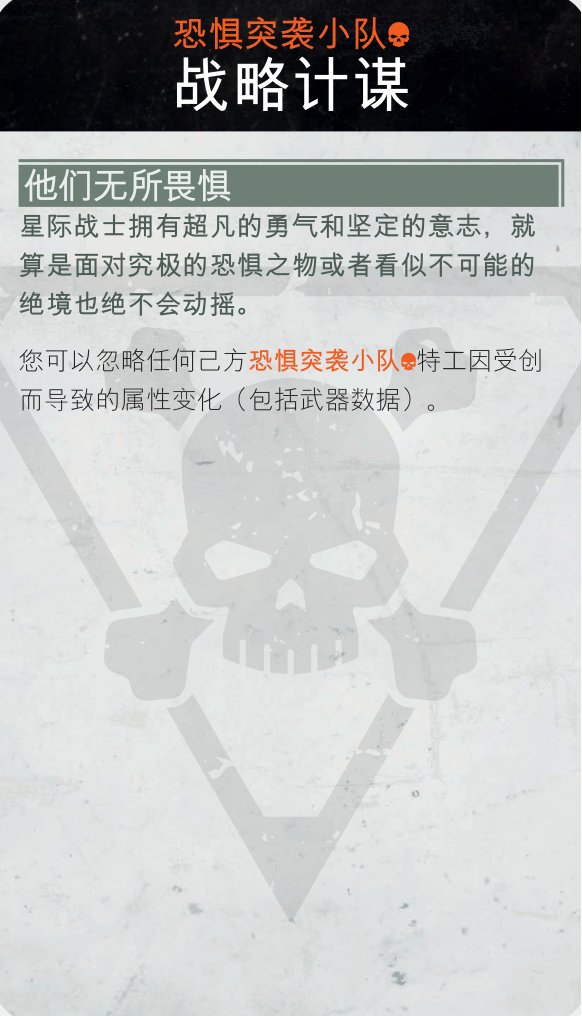 恐惧突袭小队
战略计谋
他们无所畏惧
星际战士拥有超凡的勇气和坚定的意志，就
算是面对究极的恐惧之物或者看似不可能的
绝境也绝不会动摇。
您可以忽略任何己方恐惧突袭小队特工因受创
而导致的属性变化（包括武器数据）。